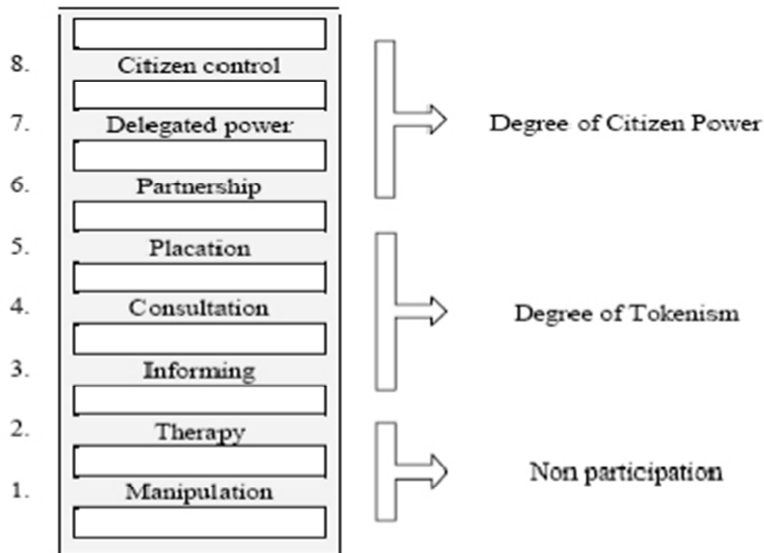 8. Citizen control
7. Delegated power
Degree of Citizen Power
6. Partnership
5. Placation
4. Consultation
Degree of Tokenism
3. Informing
2. Therapy
Non participation
1. Manipulation